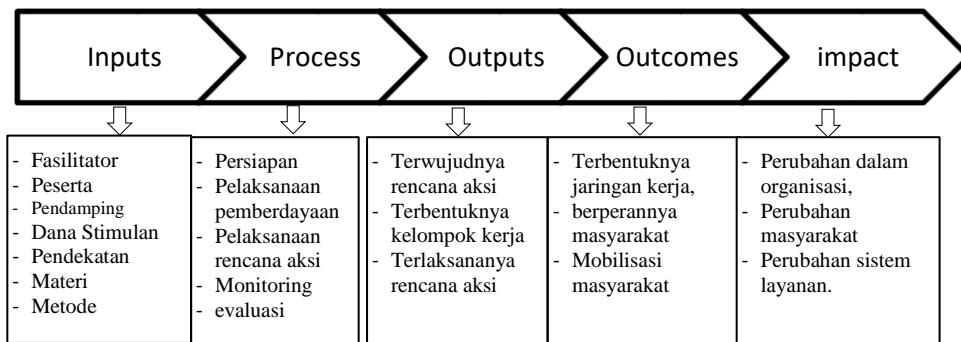 Inputs
Process
Outputs
Outcomes
impact
- Fasilitator
- Peserta
- Pendamping
- Dana Stimulan
- Pendekatan
- Materi
- Metode
- Persiapan
- Pelaksanaan
pemberdayaan
- Pelaksanaan
rencana aksi
- Monitoring
- evaluasi
- Terwujudnya
rencana aksi
- Terbentuknya
kelompok kerja
- Terlaksananya
rencana aksi
- Terbentuknya
jaringan kerja,
- berperannya
masyarakat
- Mobilisasi
masyarakat
- Perubahan dalam
organisasi,
- Perubahan
masyarakat
- Perubahan sistem
layanan.